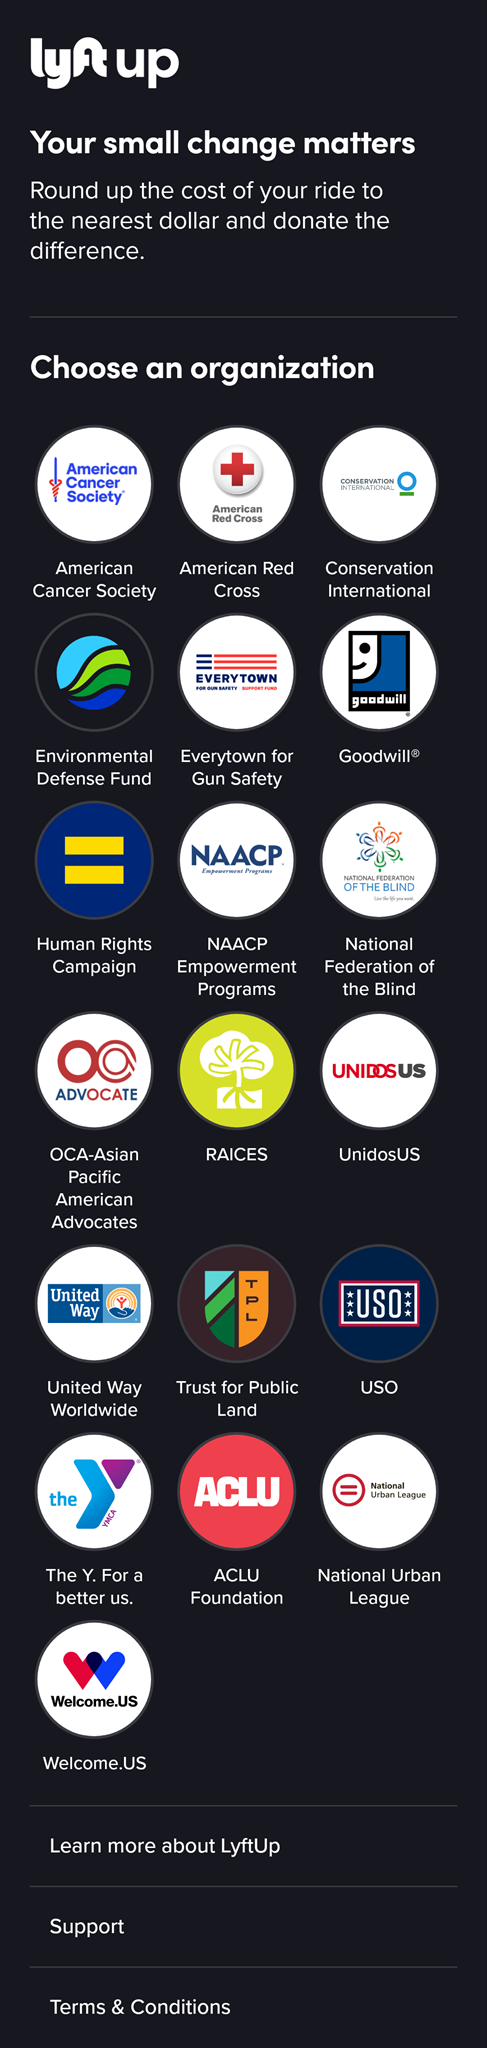 lyft up
Your small change matters
Round up the cost of your ride to
the nearest dollar and donate the
difference.
Choose an organization
American
Cancer
Society®
American
Red Cross
CONSERVATION
INTERNATIONAL
American
Cancer Society
American Red
Cross
Conservation
International
EVERYTOWN
FOR GUN SAFETY SUPPORT FUND
goodwill
®
Environmental
Defense Fund
Everytown for
Gun Safety
Goodwill®
NAACP
Empowerment Programs
NATIONAL FEDERATION
OF THE BLIND
Live the life you want.
Human Rights
Campaign
NAACP
Empowerment
Programs
National
Federation of
the Blind
OCA
ADVOCATE
UNIDOSUS
OCA-Asian
Pacific
American
Advocates
RAICES
UnidosUS
United
Way
TPL
USO
United Way
Worldwide
Trust for Public
Land
USO
the Y
®
YMCA
ACLU
National
Urban League
The Y. For a
better us.
ACLU
Foundation
National Urban
League
Welcome.US
Welcome.US
Learn more about LyftUp
Support
Terms & Conditions